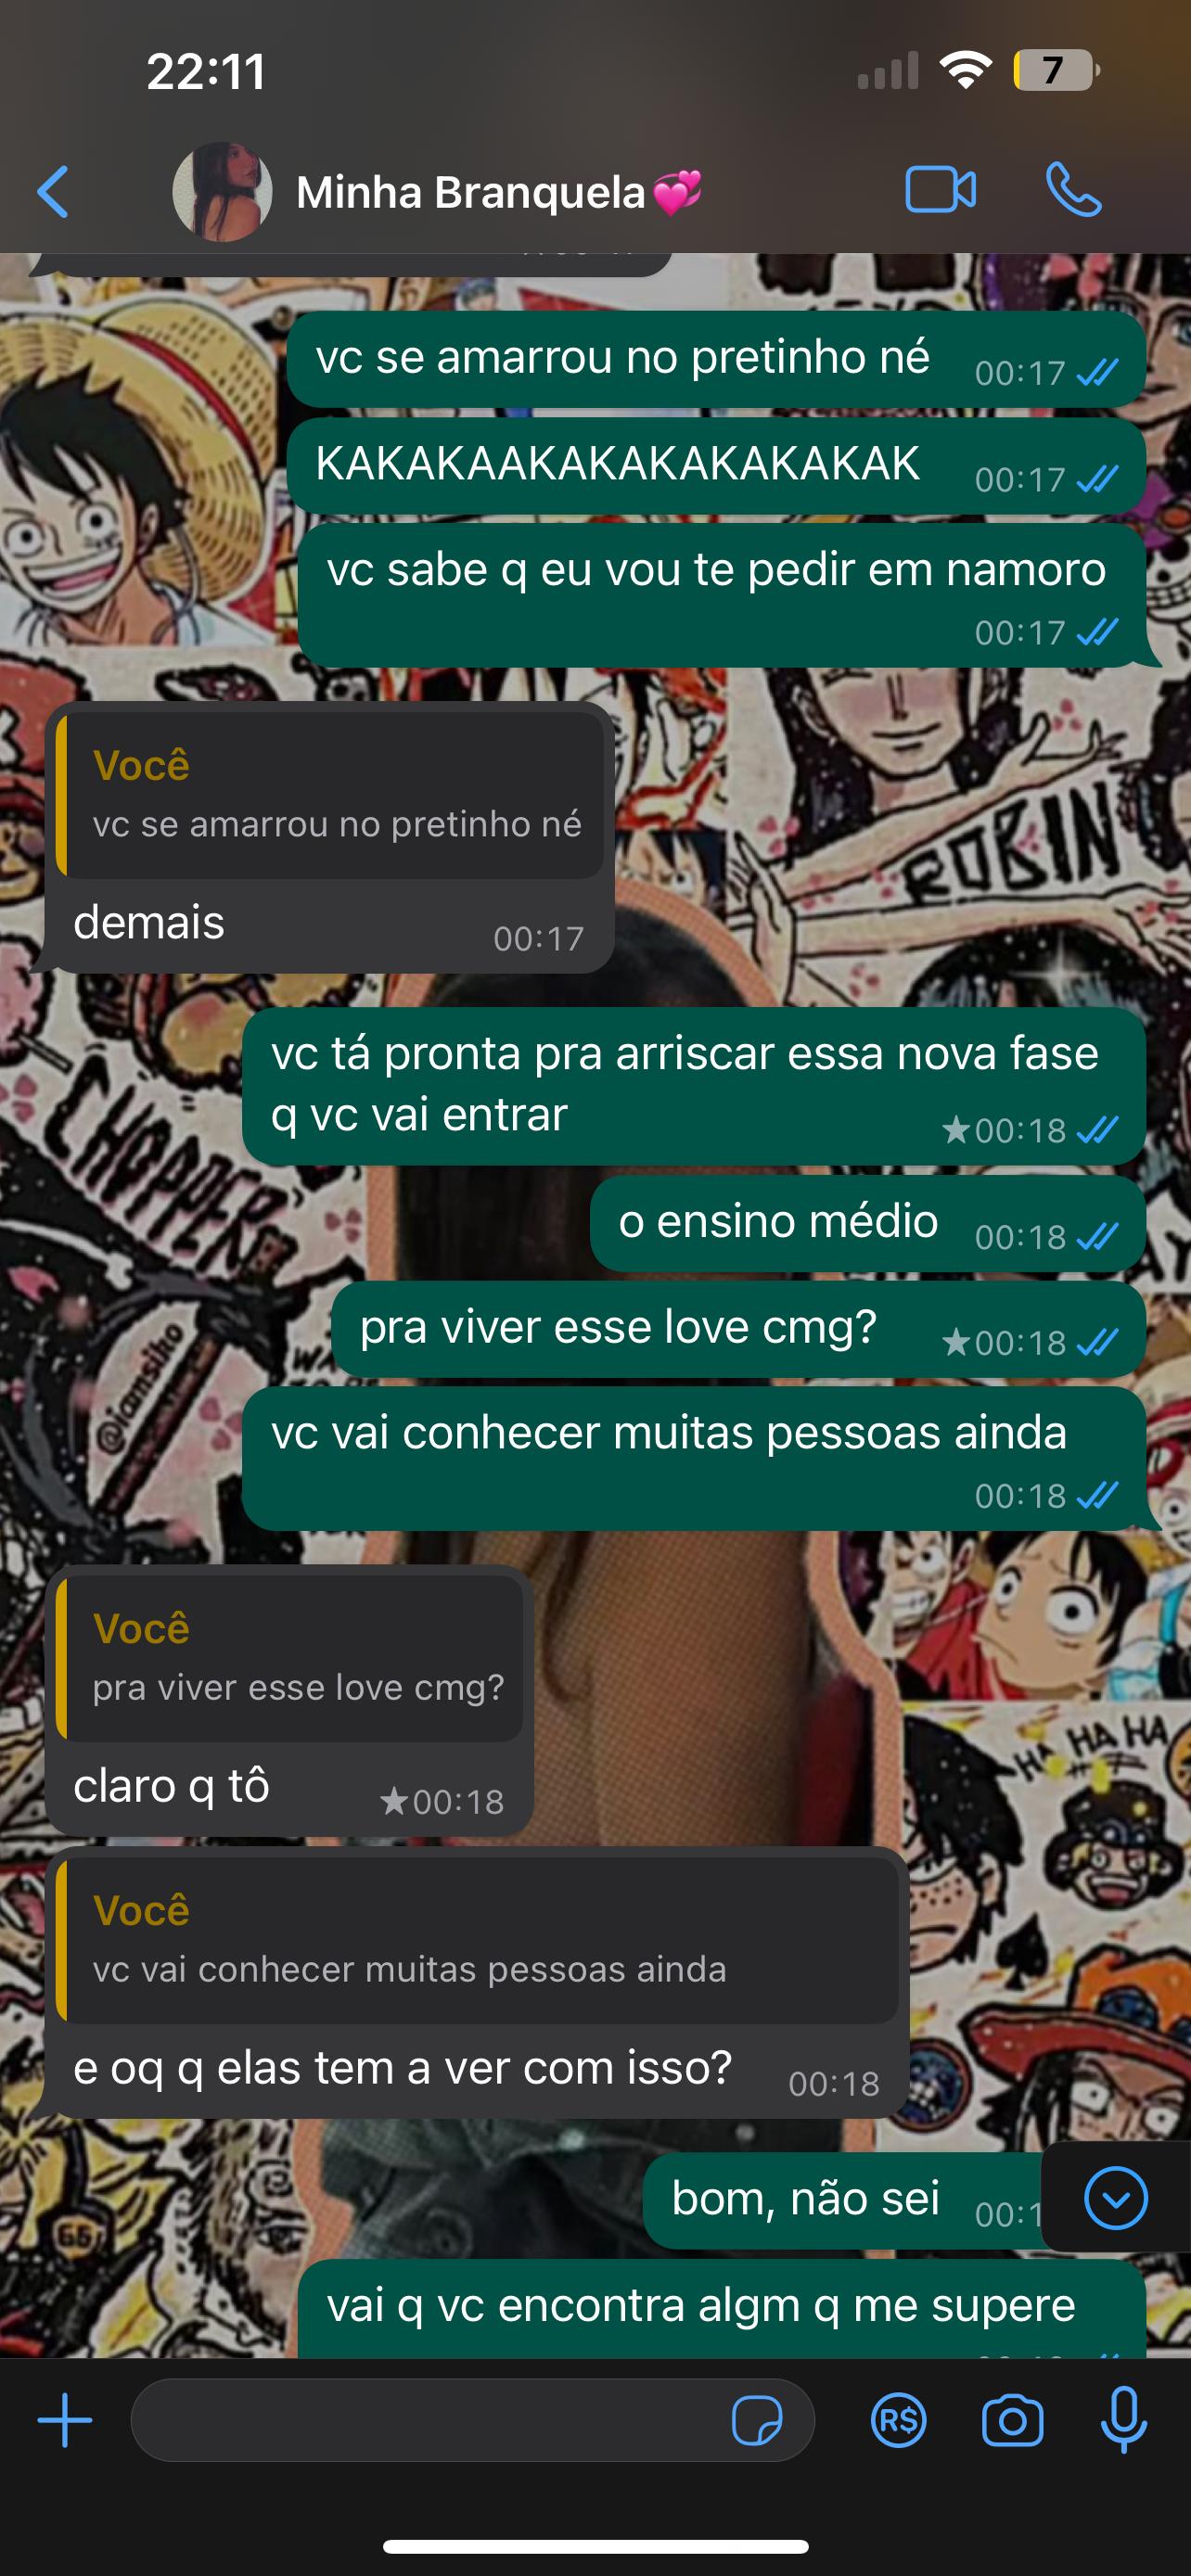 22:11
7
Minha Branquela💞
vc se amarrou no pretinho né 00:17
KAKAKAAKAKAKAKAKAKAK 00:17
vc sabe q eu vou te pedir em namoro
00:17
Você
vc se amarrou no pretinho né
demais 00:17
ROBIN
vc tá pronta pra arriscar essa nova fase
q vc vai entrar ★00:18
CHOPPER
o ensino médio 00:18
pra viver esse love cmg? ★00:18
@iamsiho
vc vai conhecer muitas pessoas ainda
00:18
Você
pra viver esse love cmg?
claro q tô ★00:18
HA HA HA
Você
vc vai conhecer muitas pessoas ainda
e oq q elas tem a ver com isso? 00:18
bom, não sei 00:1
vai q vc encontra algm q me supere
R$